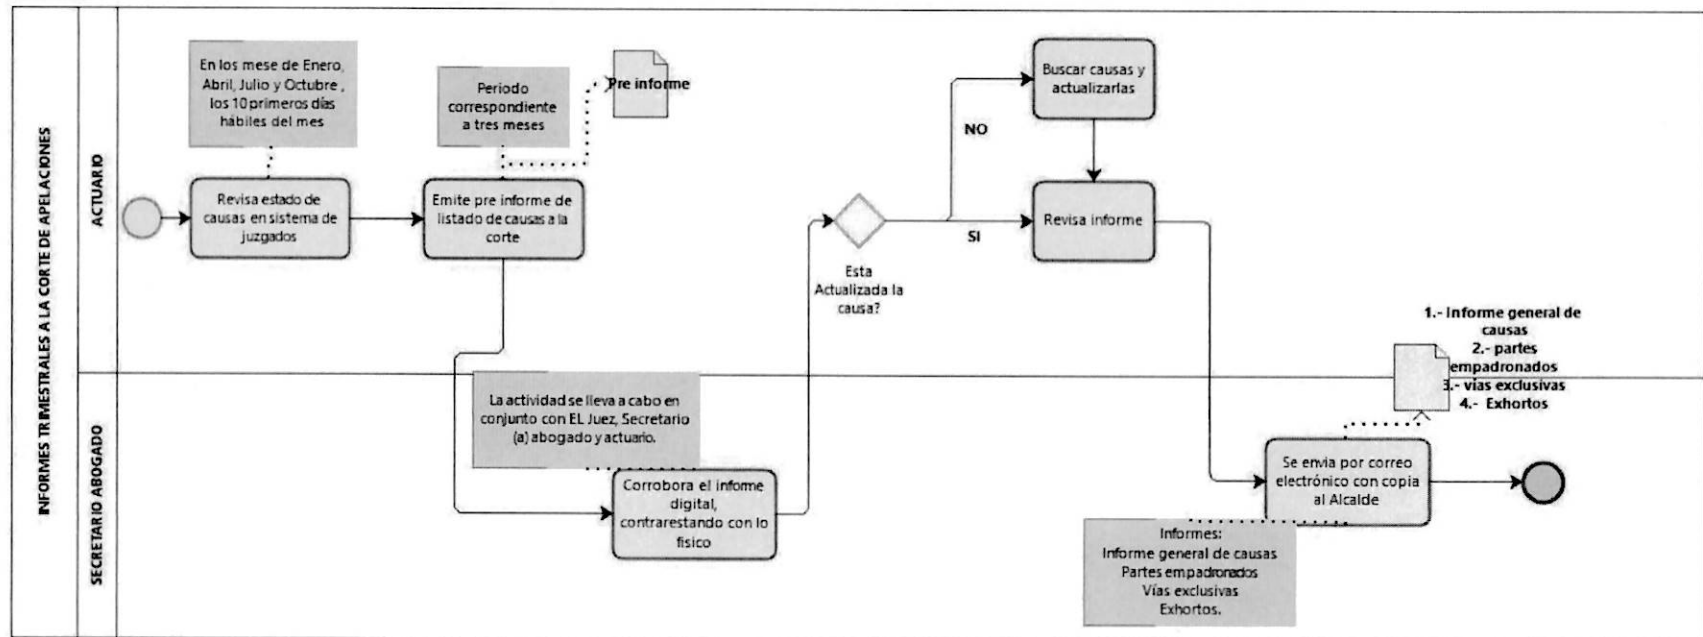 INFORMES TRIMESTRALES A LA CORTE DE APELACIONES
ACTUARIO
En los mese de Enero,
Abril, Julio y Octubre ,
los 10 primeros días
hábiles del mes
Periodo
correspondiente
a tres meses
Pre informe
Revisa estado de
causas en sistema de
juzgados
Emite pre informe de
listado de causas a la
corte
Esta
Actualizada la
causa?
NO
SI
Buscar causas y
actualizarlas
Revisa informe
1.- Informe general de
causas
2.- partes
empadronados
3.- vías exclusivas
4.- Exhortos
SECRETARIO ABOGADO
La actividad se lleva a cabo en
conjunto con EL Juez, Secretario
(a) abogado y actuario.
Corrobora el informe
digital,
contrarestando con lo
fisico
Se envia por correo
electrónico con copia
al Alcalde
Informes:
Informe general de causas
Partes empadronados
Vías exclusivas
Exhortos.